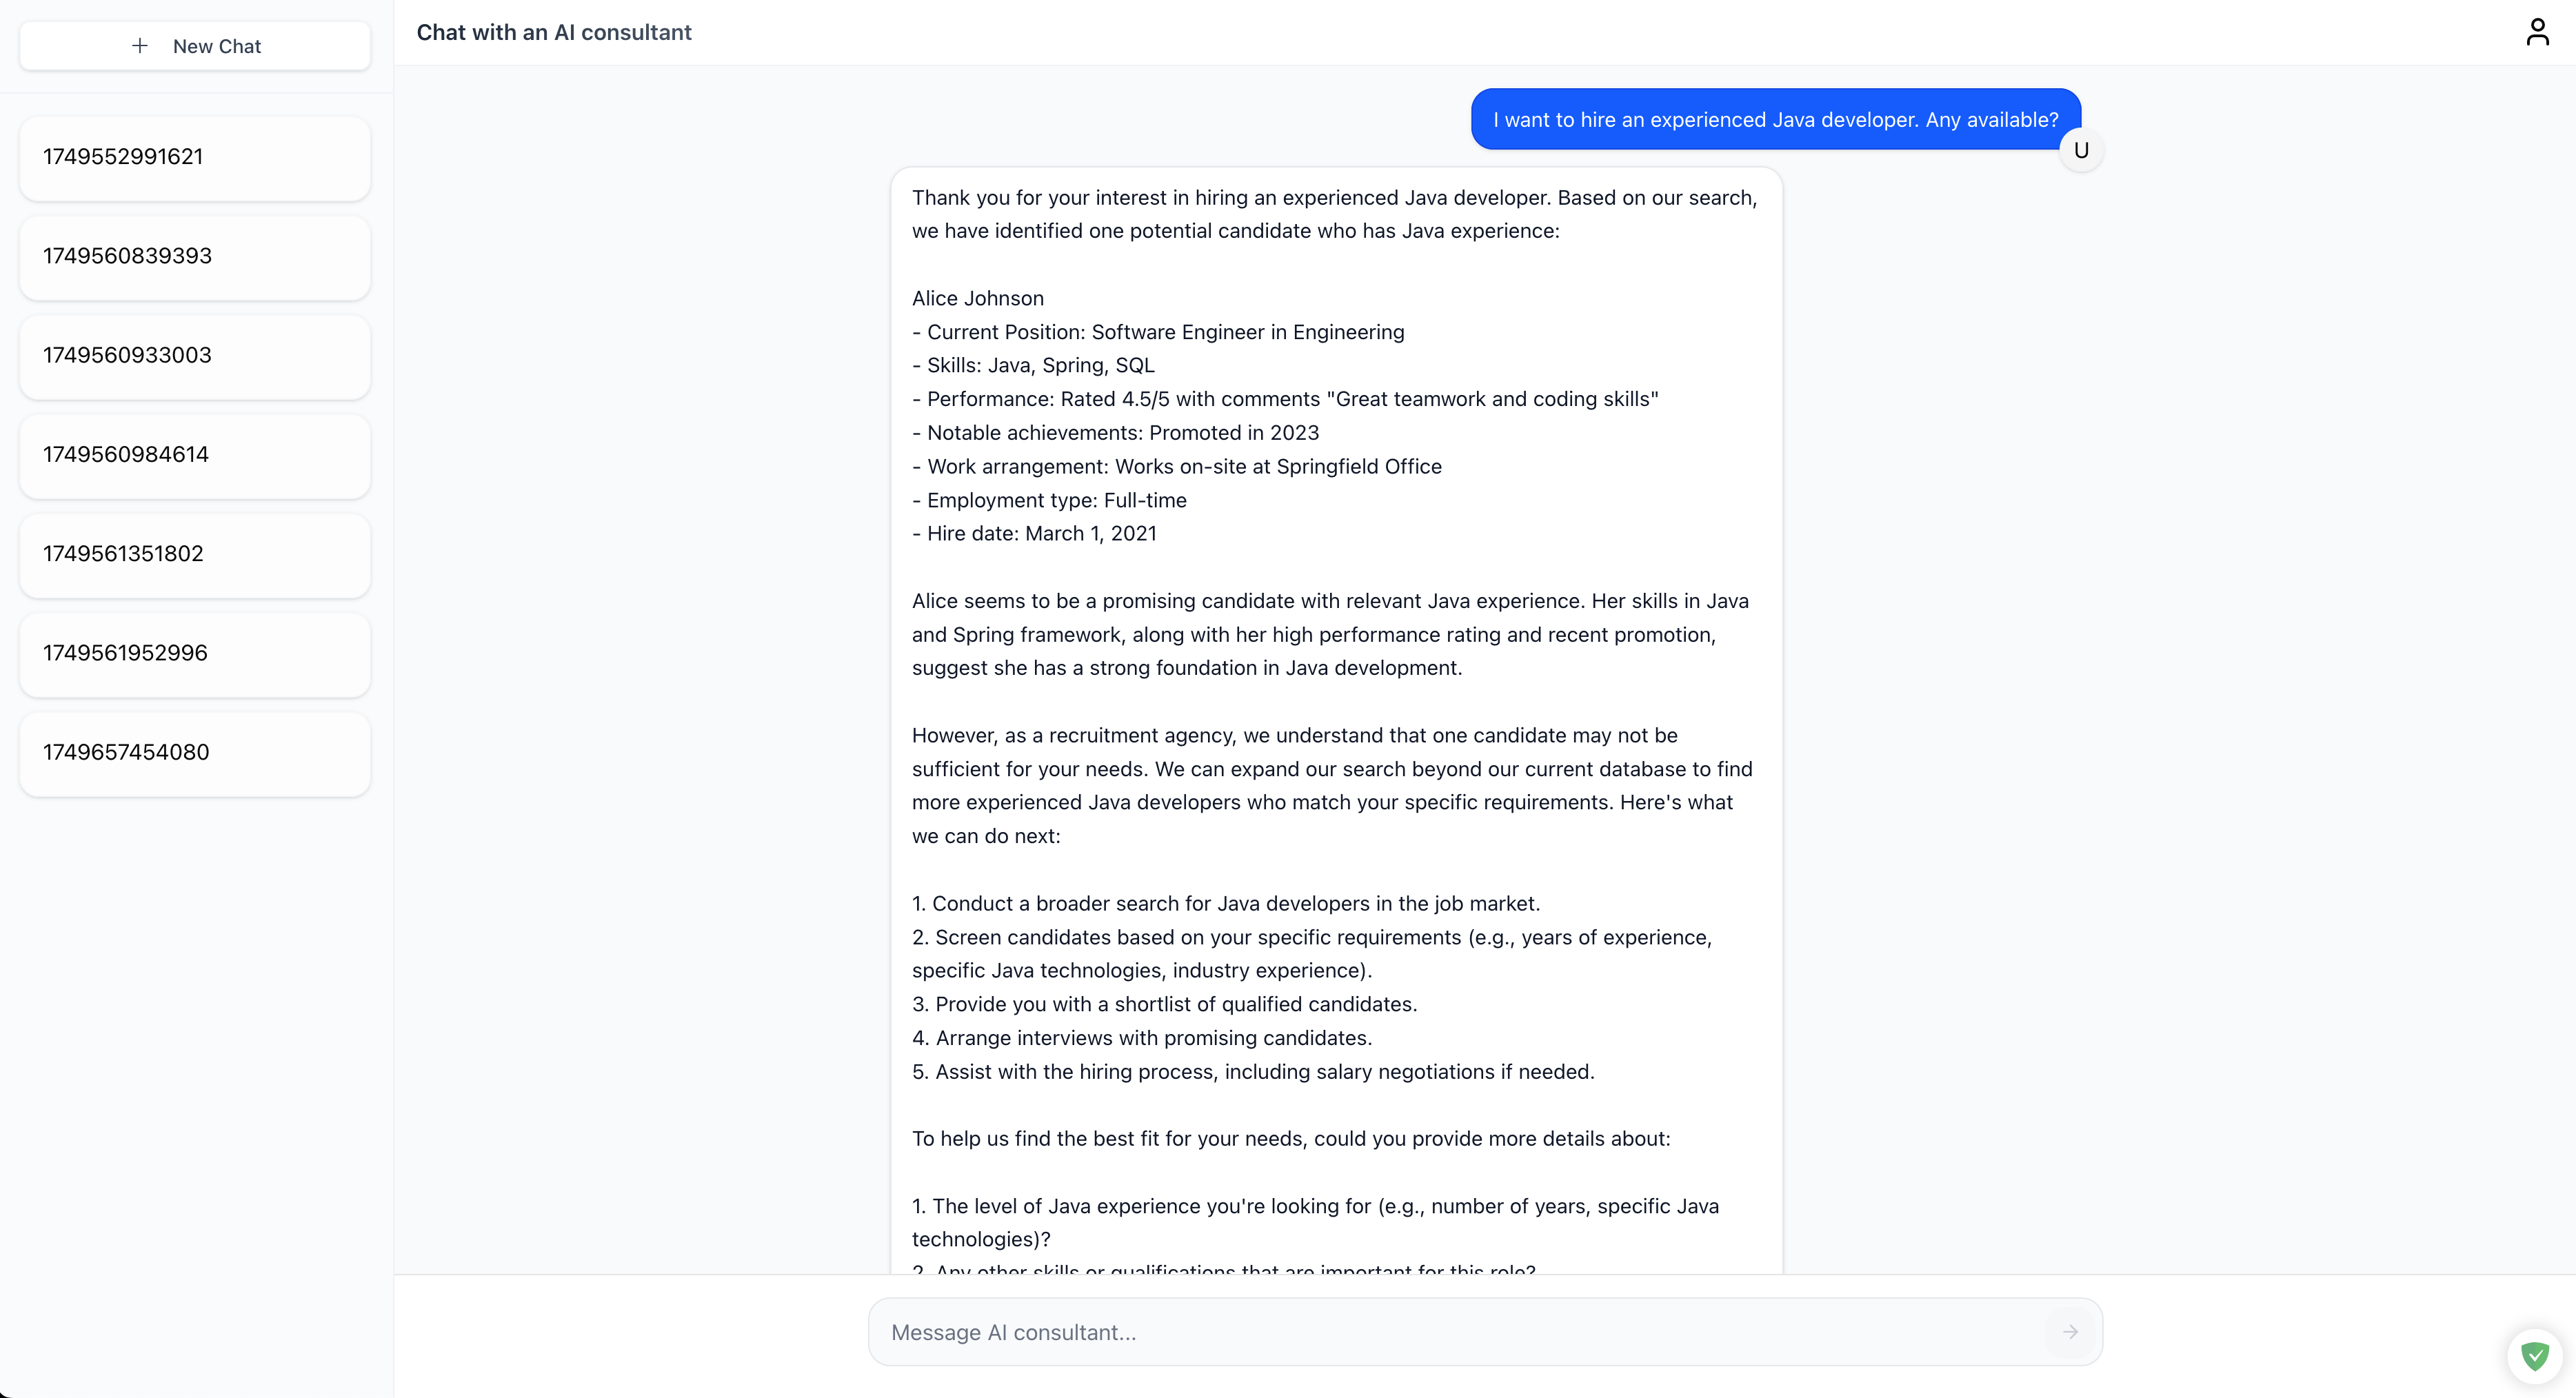 New Chat
1749552991621
1749560839393
1749560933003
1749560984614
1749561351802
1749561952996
1749657454080
Chat with an AI consultant
I want to hire an experienced Java developer. Any available?
U
Thank you for your interest in hiring an experienced Java developer. Based on our search,
we have identified one potential candidate who has Java experience:
Alice Johnson
- Current Position: Software Engineer in Engineering
- Skills: Java, Spring, SQL
- Performance: Rated 4.5/5 with comments "Great teamwork and coding skills"
- Notable achievements: Promoted in 2023
- Work arrangement: Works on-site at Springfield Office
- Employment type: Full-time
- Hire date: March 1, 2021
Alice seems to be a promising candidate with relevant Java experience. Her skills in Java
and Spring framework, along with her high performance rating and recent promotion,
suggest she has a strong foundation in Java development.
However, as a recruitment agency, we understand that one candidate may not be
sufficient for your needs. We can expand our search beyond our current database to find
more experienced Java developers who match your specific requirements. Here's what
we can do next:
1. Conduct a broader search for Java developers in the job market.
2. Screen candidates based on your specific requirements (e.g., years of experience,
specific Java technologies, industry experience).
3. Provide you with a shortlist of qualified candidates.
4. Arrange interviews with promising candidates.
5. Assist with the hiring process, including salary negotiations if needed.
To help us find the best fit for your needs, could you provide more details about:
1. The level of Java experience you're looking for (e.g., number of years, specific Java
technologies)?
2. Any other skills or qualifications that are important for this role?
Message AI consultant...